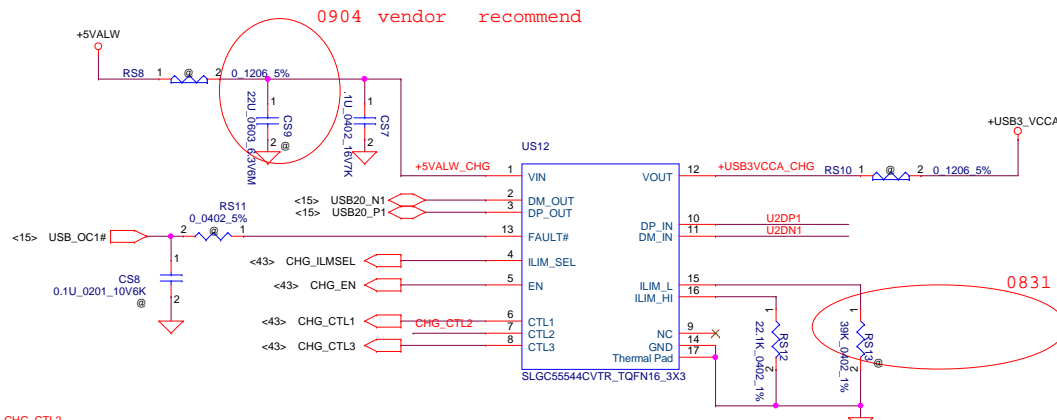 0904 vendor recommend
+5VALW
RS8 1 @ 2 0_1206_5%
1
22U_0603_6.3V6M
CS9
2
@
1
.1U_0402_16V7K
CS7
2
+USB3_VCCA
US12
+5VALW_CHG 1 VIN VOUT 12 +USB3VCCA_CHG RS10 1 @ 2 0_1206_5%
<15> USB20_N1 2 DM_OUT
<15> USB20_P1 3 DP_OUT
DP_IN 10 U2DP1
DM_IN 11 U2DN1
RS11
0_0402_5%
<15> USB_OC1# 2 @ 1 13 FAULT#
<43> CHG_ILMSEL 4 ILIM_SEL
<43> CHG_EN 5 EN
ILIM_L 15
ILIM_HI 16
0831
1
CS8
0.1U_0201_10V6K
2
@
<43> CHG_CTL1 6 CTL1
CHG_CTL2 7 CTL2
<43> CHG_CTL3 8 CTL3
NC 9
GND 14
Thermal Pad 17
1
RS12
22.1K_0402_1%
2
1
RS13
39K_0402_1%
2
@
SLGC55544CVTR_TQFN16_3X3
CHG_CTL2